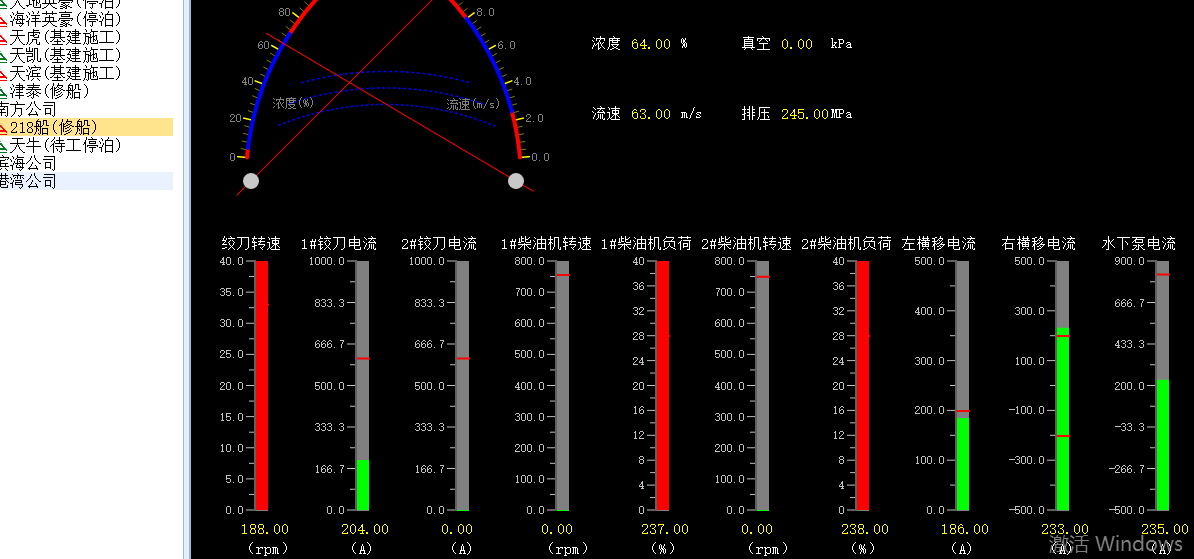 天地英豪(停泊)
海洋英豪(停泊)
天虎(基建施工)
天凯(基建施工)
天滨(基建施工)
津泰(修船)
南方公司
218船(修船)
天牛(待工停泊)
滨海公司
港湾公司
80 8.0
60 6.0
40 4.0
浓度(%) 流速(m/s)
20 2.0
0 0.0
浓度 64.00 % 真空 0.00 kPa
流速 63.00 m/s 排压 245.00MPa
绞刀转速 1#铰刀电流 2#铰刀电流 1#柴油机转速 1#柴油机负荷 2#柴油机转速 2#柴油机负荷 左横移电流 右横移电流 水下泵电流
40.0 35.0 30.0 25.0 20.0 15.0 10.0 5.0 0.0
1000.0 833.3 666.7 500.0 333.3 166.7 0.0
1000.0 833.3 666.7 500.0 333.3 166.7 0.0
800.0 700.0 600.0 500.0 400.0 300.0 200.0 100.0 0.0
40 36 32 28 24 20 16 12 8 4 0
800.0 700.0 600.0 500.0 400.0 300.0 200.0 100.0 0.0
40 36 32 28 24 20 16 12 8 4 0
500.0 400.0 300.0 200.0 100.0 0.0
500.0 300.0 100.0 -100.0 -300.0 -500.0
900.0 666.7 433.3 200.0 -33.3 -266.7 -500.0
188.00 204.00 0.00 0.00 237.00 0.00 238.00 186.00 233.00 235.00
(rpm) (A) (A) (rpm) (%) (rpm) (%) (A) (A) (A)
激活 Windows